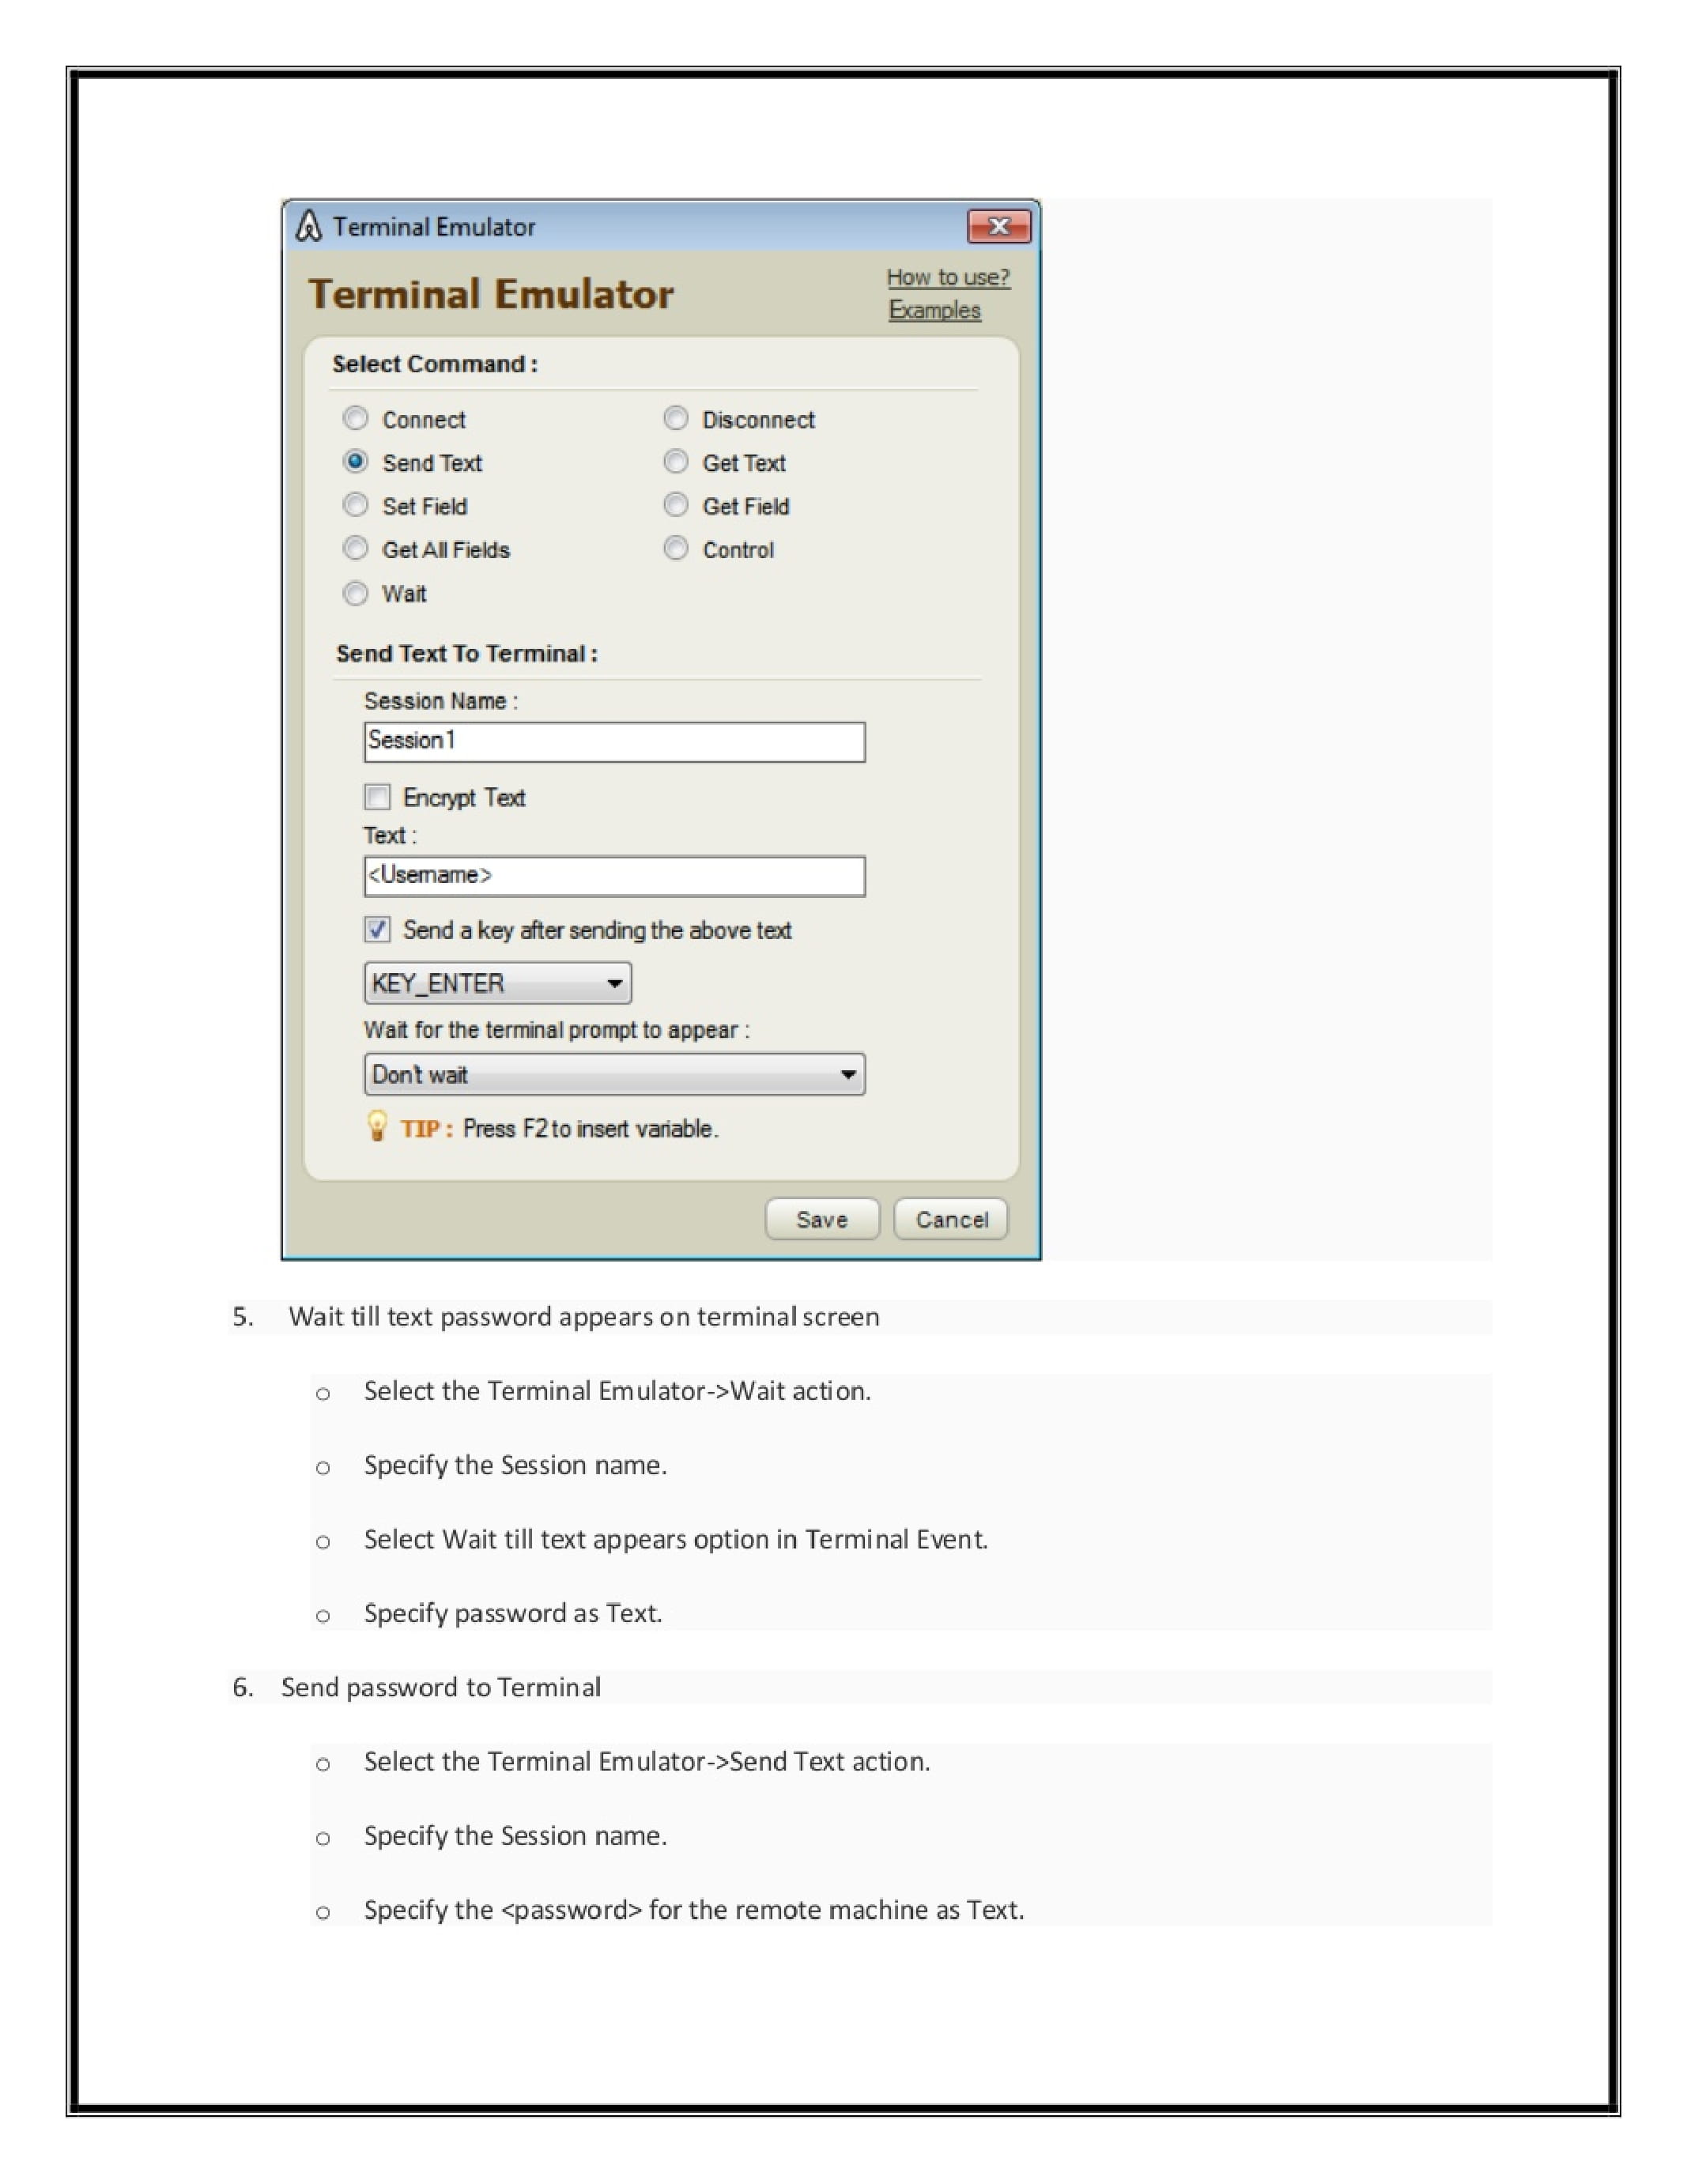 Terminal Emulator
Terminal Emulator
How to use?
Examples
Select Command :
Connect Disconnect
Send Text Get Text
Set Field Get Field
Get All Fields Control
Wait
Send Text To Terminal :
Session Name :
Session1
Encrypt Text
Text :
<Username>
Send a key after sending the above text
KEY_ENTER
Wait for the terminal prompt to appear :
Don't wait
TIP : Press F2 to insert variable.
Save Cancel
5. Wait till text password appears on terminal screen
o Select the Terminal Emulator->Wait action.
o Specify the Session name.
o Select Wait till text appears option in Terminal Event.
o Specify password as Text.
6. Send password to Terminal
o Select the Terminal Emulator->Send Text action.
o Specify the Session name.
o Specify the <password> for the remote machine as Text.